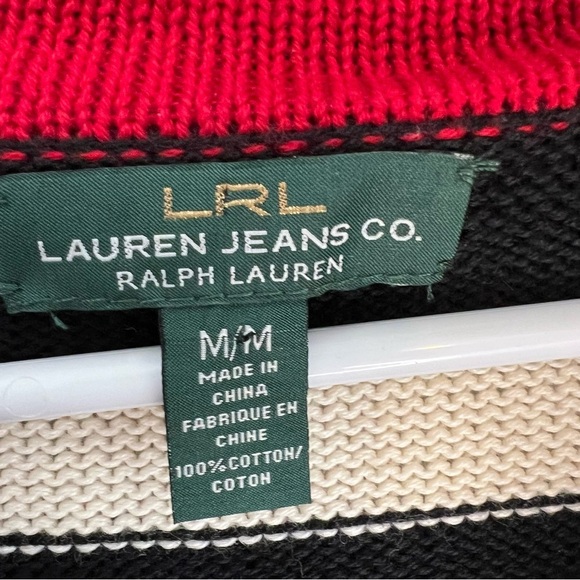 LRL
LAUREN JEANS CO.
RALPH LAUREN
M/M
MADE IN
CHINA
FABRIQUE EN
CHINE
100% COTTON/
COTON